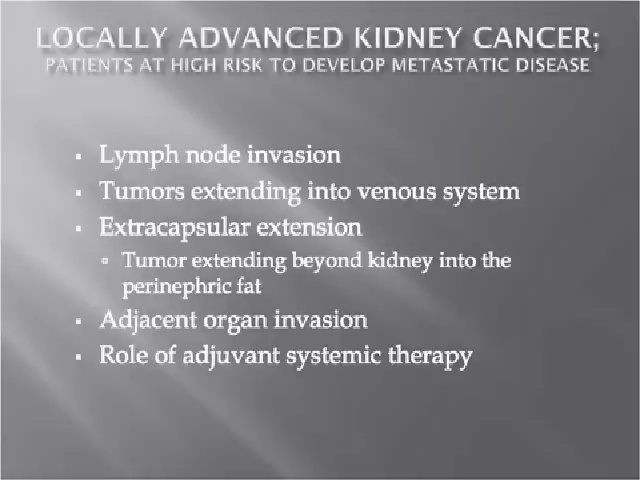 LOCALLY ADVANCED KIDNEY CANCER;
PATIENTS AT HIGH RISK TO DEVELOP METASTATIC DISEASE
▪ Lymph node invasion
▪ Tumors extending into venous system
▪ Extracapsular extension
▫ Tumor extending beyond kidney into the
perinephric fat
▪ Adjacent organ invasion
▪ Role of adjuvant systemic therapy